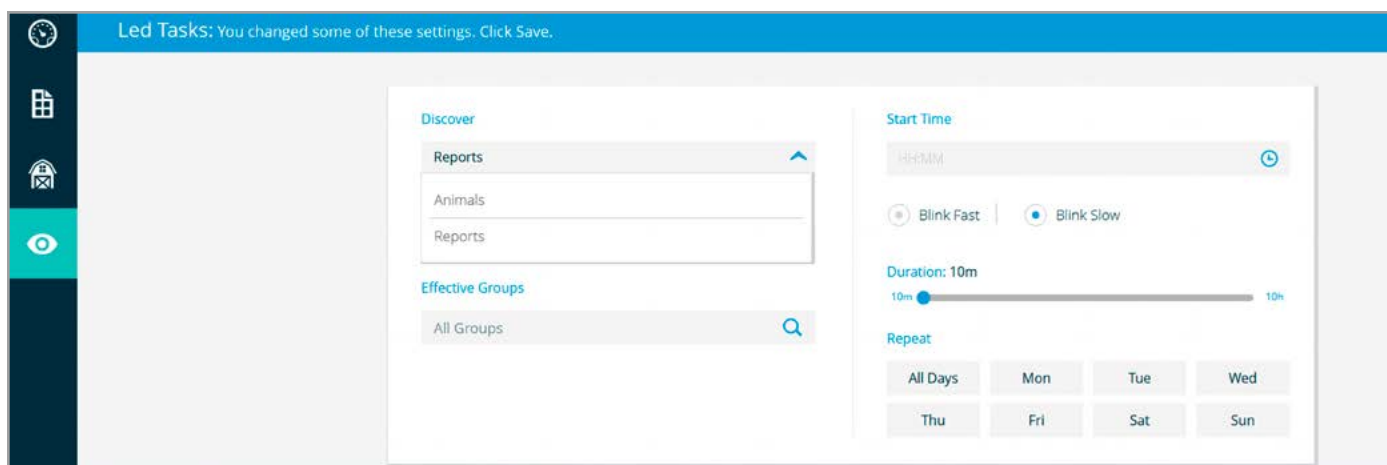 Led Tasks: You changed some of these settings. Click Save.
Discover
Reports
Animals
Reports
Effective Groups
All Groups
Start Time
HH:MM
Blink Fast
Blink Slow
Duration: 10m
10m
10h
Repeat
All Days Mon Tue Wed
Thu Fri Sat Sun